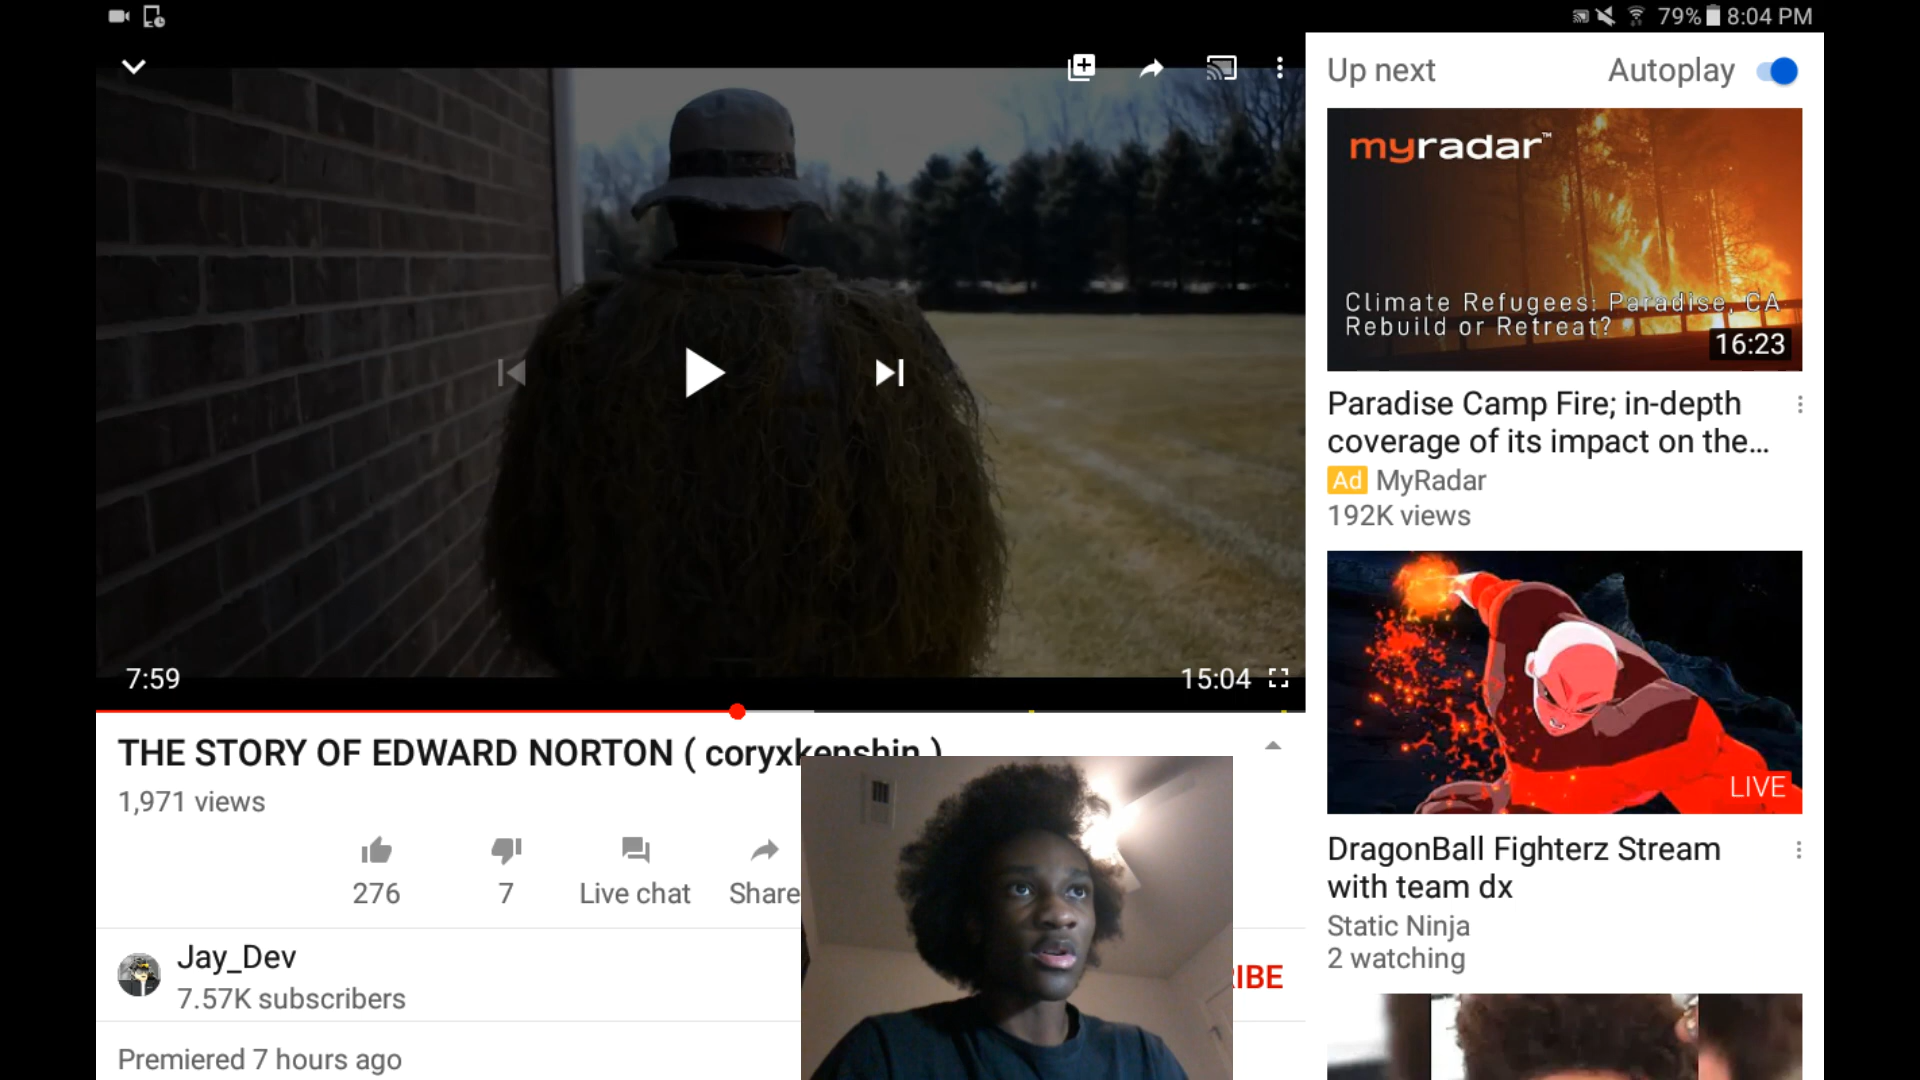 79% 8:04 PM
7:59
15:04
THE STORY OF EDWARD NORTON ( coryxkenshin )
1,971 views
276
7
Live chat
Share
Jay_Dev
7.57K subscribers
IBE
Premiered 7 hours ago
Up next
Autoplay
myradar™
Climate Refugees: Paradise, CA
Rebuild or Retreat?
16:23
Paradise Camp Fire; in-depth
coverage of its impact on the...
Ad MyRadar
192K views
LIVE
DragonBall Fighterz Stream
with team dx
Static Ninja
2 watching